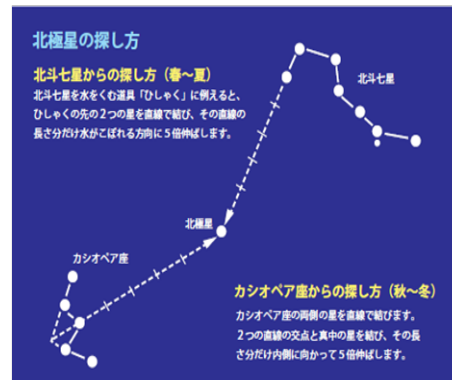 北極星の探し方
北斗七星からの探し方（春～夏）
北斗七星を水をくむ道具「ひしゃく」に例えると、
ひしゃくの先の2つの星を直線で結び、その直線の
長さ分だけ水がこぼれる方向に5倍伸ばします。
北斗七星
北極星
カシオペア座
カシオペア座からの探し方（秋～冬）
カシオペア座の両側の星を直線で結びます。
2つの直線の交点と真中の星を結び、その長
さ分だけ内側に向かって5倍伸ばします。